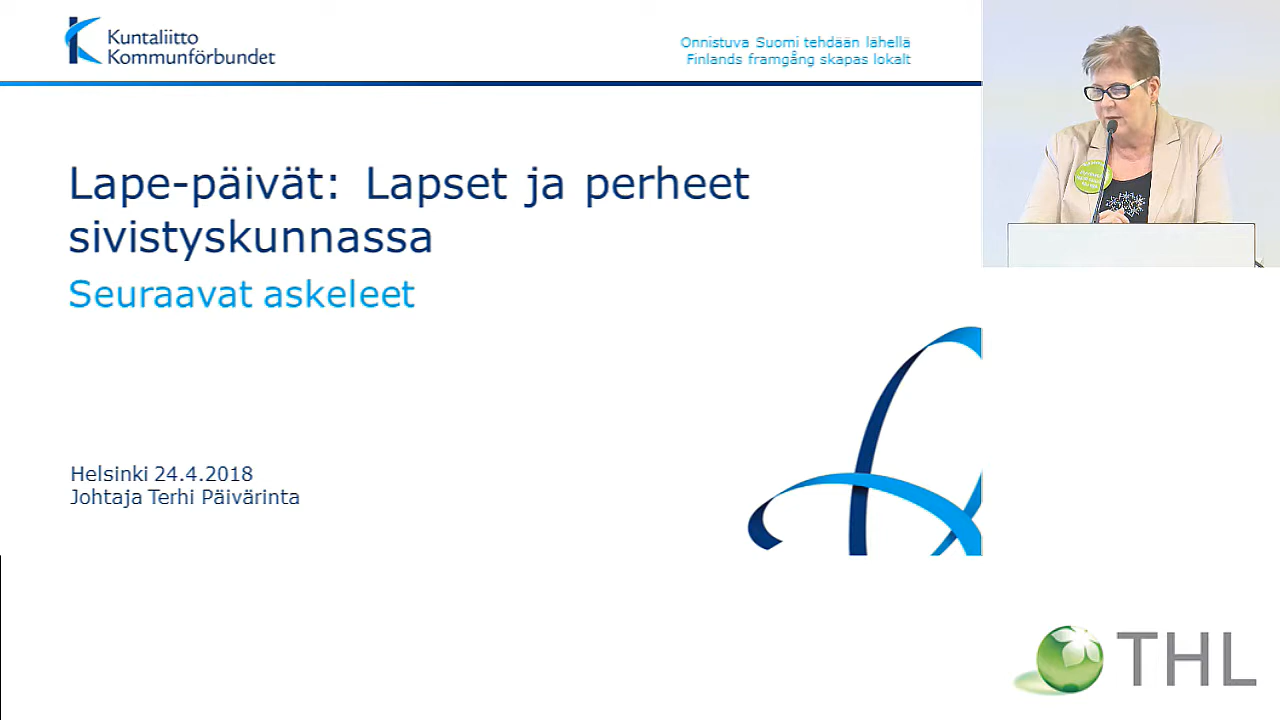 Kuntaliitto
Kommunförbundet
Onnistuva Suomi tehdään lähellä
Finlands framgång skapas lokalt
Lape-päivät: Lapset ja perheet
sivistyskunnassa
Seuraavat askeleet
Helsinki 24.4.2018
Johtaja Terhi Päivärinta
THL